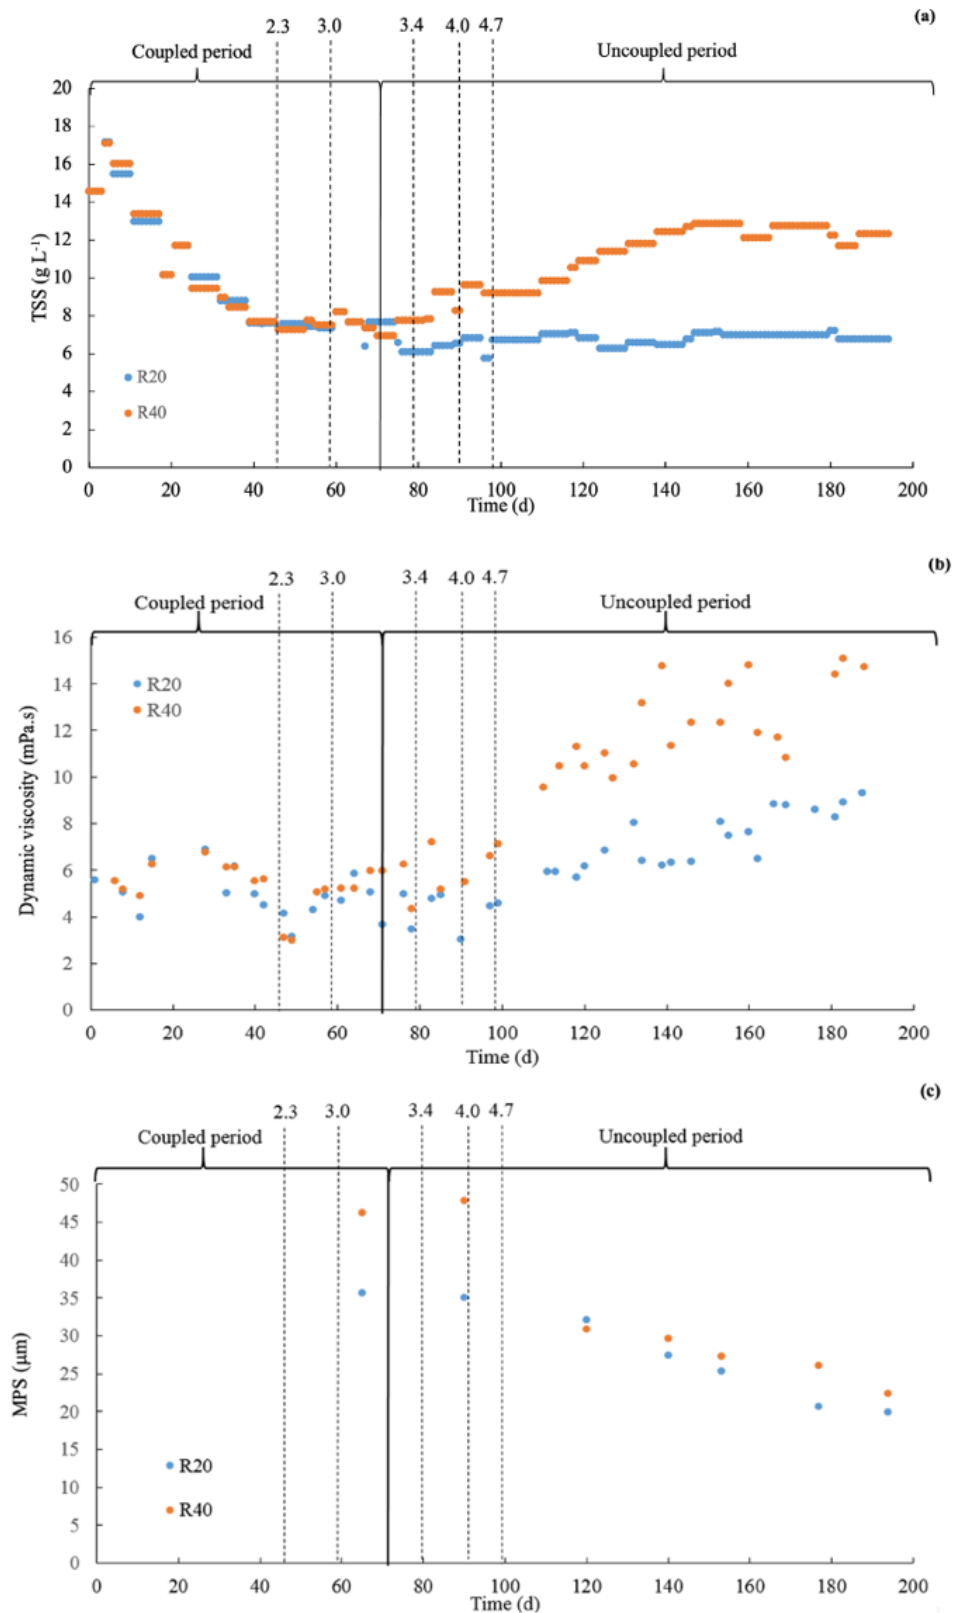 (a)
2.3 3.0 3.4 4.0 4.7
Coupled period Uncoupled period
20
18
16
14
12
10
8
6
4
2
0
TSS (g L⁻¹)
R20
R40
0 20 40 60 80 100 120 140 160 180 200
Time (d)
(b)
2.3 3.0 3.4 4.0 4.7
Coupled period Uncoupled period
16
14
12
10
8
6
4
2
0
Dynamic viscosity (mPa.s)
R20
R40
0 20 40 60 80 100 120 140 160 180 200
Time (d)
(c)
2.3 3.0 3.4 4.0 4.7
Coupled period Uncoupled period
50
45
40
35
30
25
20
15
10
5
0
MPS (μm)
R20
R40
0 20 40 60 80 100 120 140 160 180 200
Time (d)